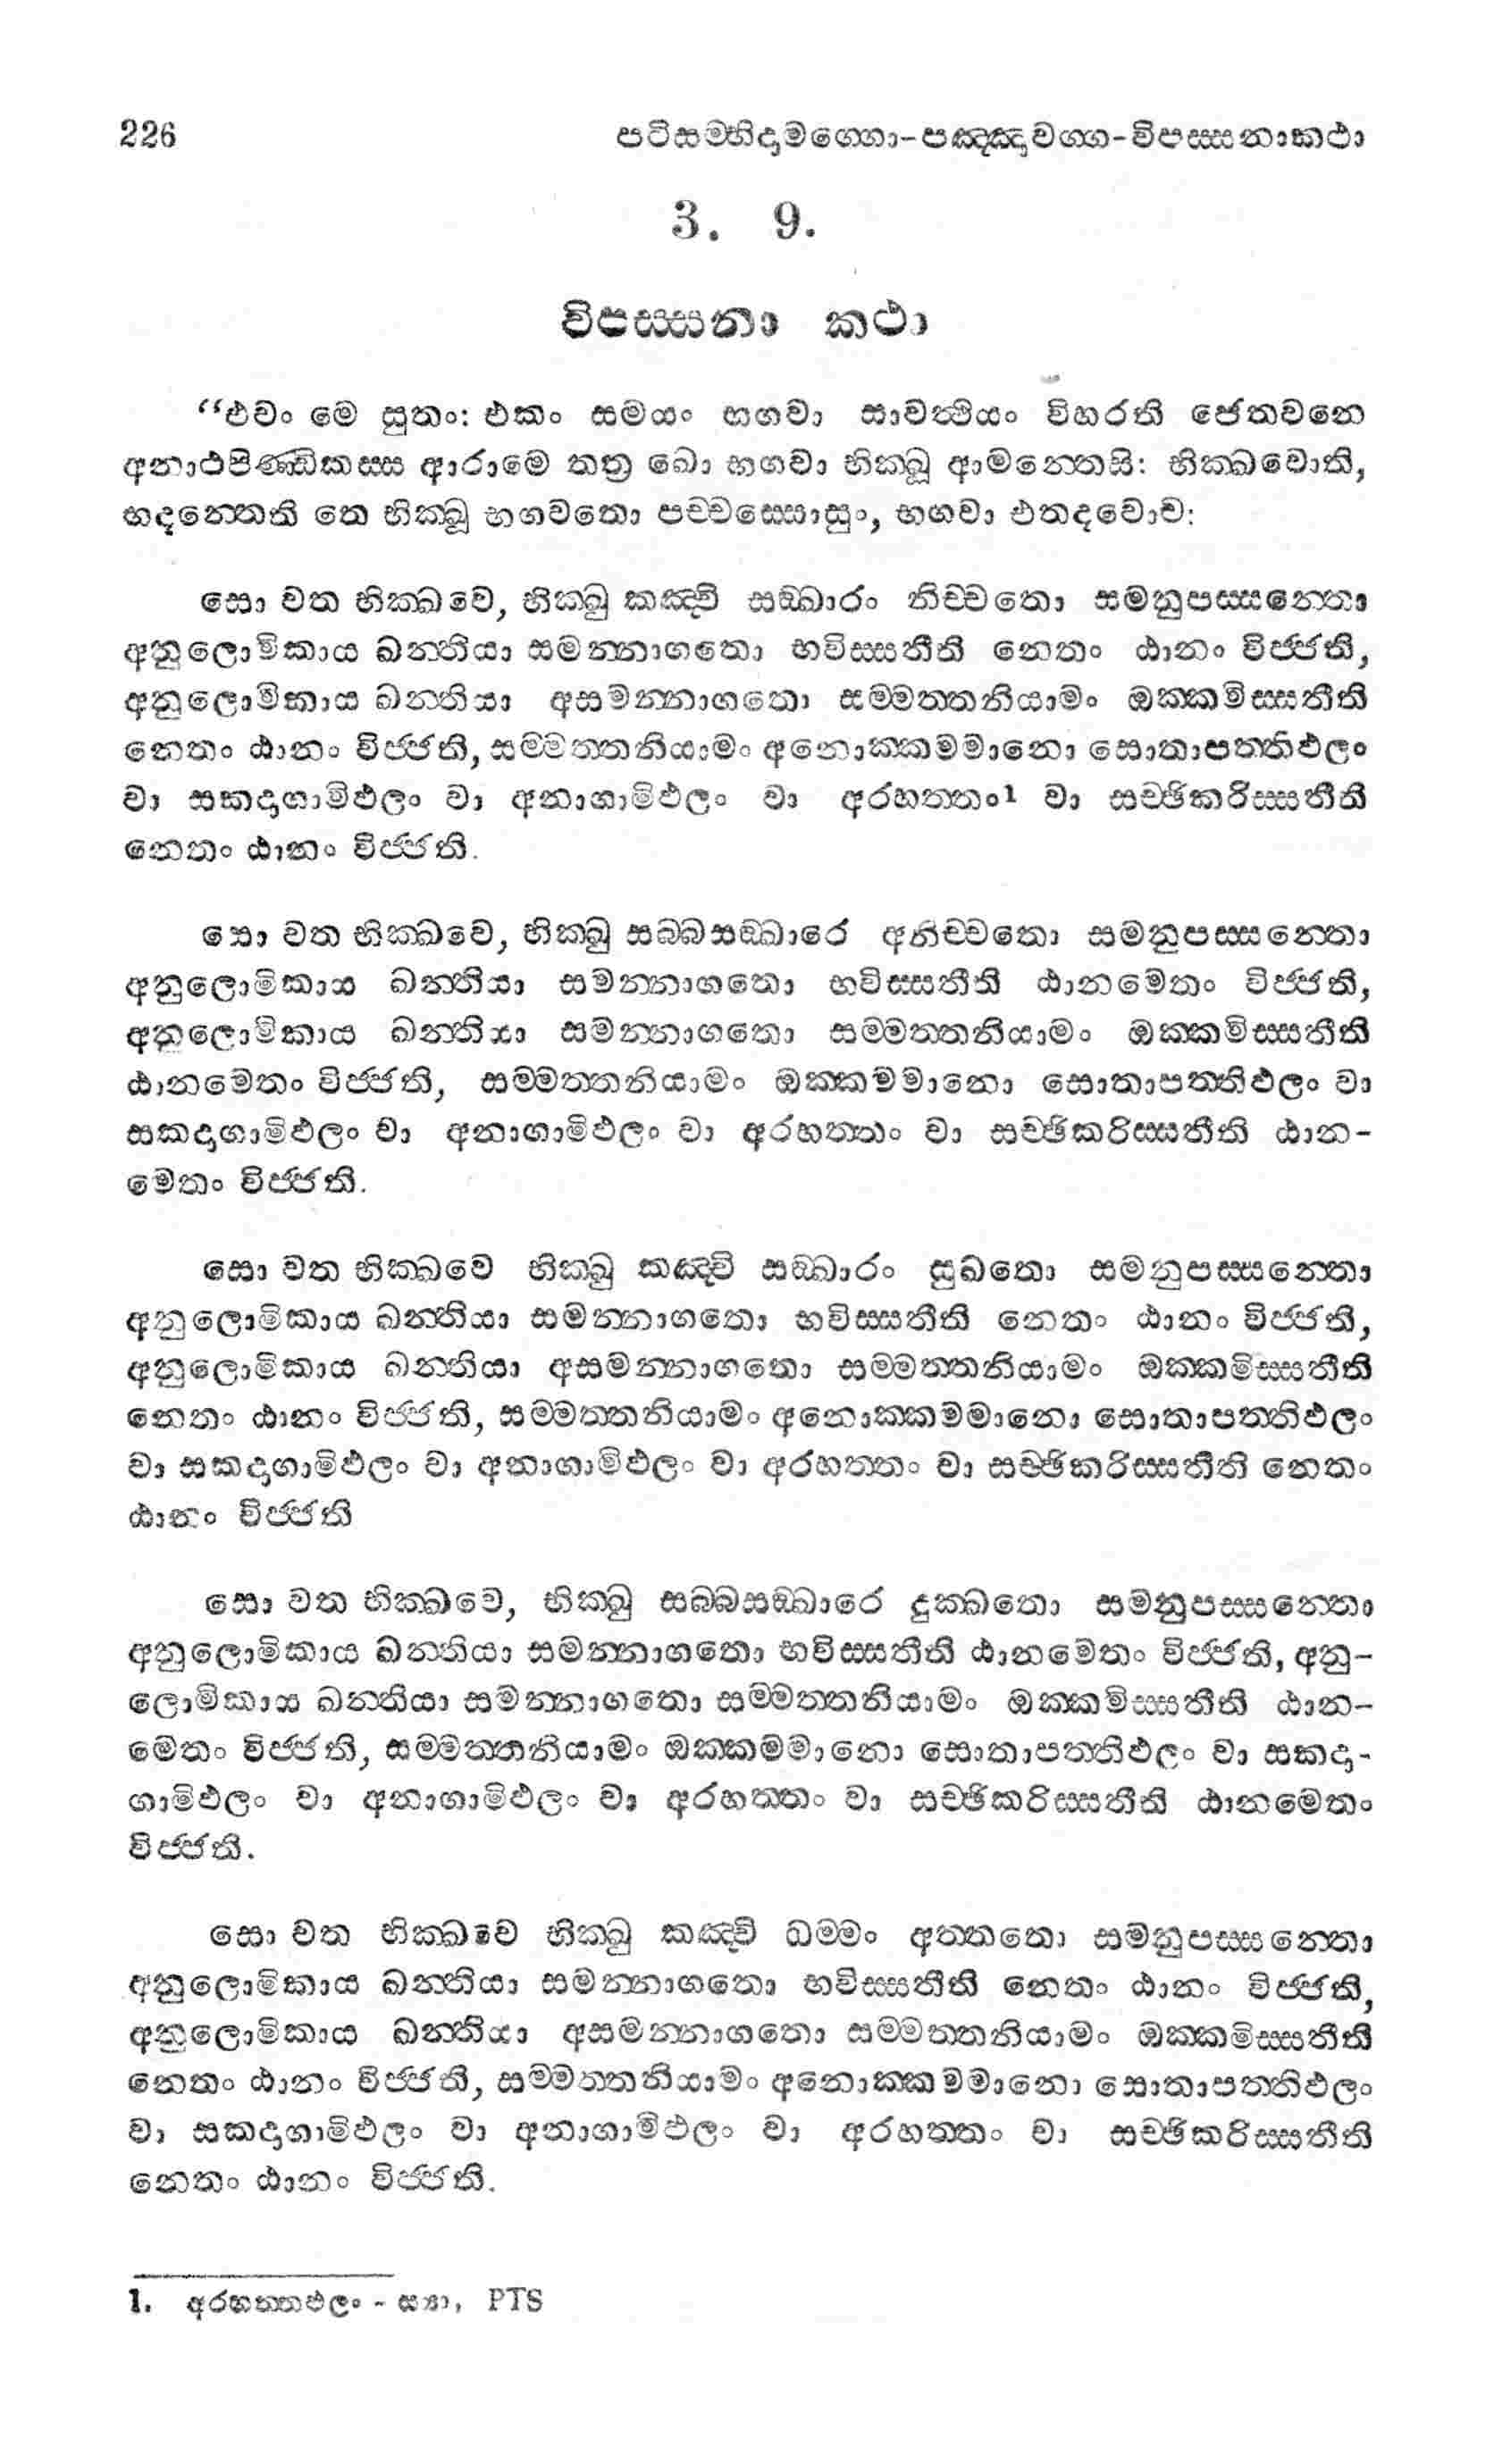 226 පටිසම්භිදාමග්ගො-පඤ්ඤාවග්ග-විපස්සනාකථා
3. 9.
විපස්සනා කථා
“එවං මෙ සුතං: එකං සමයං භගවා සාවත්ථියං විහරති ජෙතවනෙ
අනාථපිණ්ඩිකස්ස ආරාමෙ තත්‍ර ඛො භගවා භික්ඛූ ආමන්තෙසි: භික්ඛවොති,
භදන්තෙති තෙ භික්ඛූ භගවතො පච්චස්සොසුං, භගවා එතදවොච:
සො වත භික්ඛවෙ, භික්ඛු කඤ්චි සඞ්ඛාරං නිච්චතො සමනුපස්සන්තො
අනුලොමිකාය ඛන්තියා සමන්නාගතො භවිස්සතීති නෙතං ඨානං විජ්ජති,
අනුලොමිකාය ඛන්තියා අසමන්නාගතො සම්මත්තනියාමං ඔක්කමිස්සතීති
නෙතං ඨානං විජ්ජති, සම්මත්තනියාමං අනොක්කමමානො සොතාපත්තිඵලං
වා සකදාගාමිඵලං වා අනාගාමිඵලං වා අරහත්තං1 වා සච්ඡිකරිස්සතීති
නෙතං ඨානං විජ්ජති.
සො වත භික්ඛවෙ, භික්ඛු සබ්බසඞ්ඛාරෙ අනිච්චතො සමනුපස්සන්තො
අනුලොමිකාය ඛන්තියා සමන්නාගතො භවිස්සතීති ඨානමෙතං විජ්ජති,
අනුලොමිකාය ඛන්තියා සමන්නාගතො සම්මත්තනියාමං ඔක්කමිස්සතීති
ඨානමෙතං විජ්ජති, සම්මත්තනියාමං ඔක්කමමානො සොතාපත්තිඵලං වා
සකදාගාමිඵලං වා අනාගාමිඵලං වා අරහත්තං වා සච්ඡිකරිස්සතීති ඨාන-
මෙතං විජ්ජති.
සො වත භික්ඛවෙ භික්ඛු කඤ්චි සඞ්ඛාරං සුඛතො සමනුපස්සන්තො
අනුලොමිකාය ඛන්තියා සමන්නාගතො භවිස්සතීති නෙතං ඨානං විජ්ජති,
අනුලොමිකාය ඛන්තියා අසමන්නාගතො සම්මත්තනියාමං ඔක්කමිස්සතීති
නෙතං ඨානං විජ්ජති, සම්මත්තනියාමං අනොක්කමමානො සොතාපත්තිඵලං
වා සකදාගාමිඵලං වා අනාගාමිඵලං වා අරහත්තං වා සච්ඡිකරිස්සතීති නෙතං
ඨානං විජ්ජති
සො වත භික්ඛවෙ, භික්ඛු සබ්බසඞ්ඛාරෙ දුක්ඛතො සමනුපස්සන්තො
අනුලොමිකාය ඛන්තියා සමන්නාගතො භවිස්සතීති ඨානමෙතං විජ්ජති, අනු-
ලොමිකාය ඛන්තියා සමන්නාගතො සම්මත්තනියාමං ඔක්කමිස්සතීති ඨාන-
මෙතං විජ්ජති, සම්මත්තනියාමං ඔක්කමමානො සොතාපත්තිඵලං වා සකදා-
ගාමිඵලං වා අනාගාමිඵලං වා අරහත්තං වා සච්ඡිකරිස්සතීති ඨානමෙතං
විජ්ජති.
සො වත භික්ඛවෙ භික්ඛු කඤ්චි ධම්මං අත්තතො සමනුපස්සන්තො
අනුලොමිකාය ඛන්තියා සමන්නාගතො භවිස්සතීති නෙතං ඨානං විජ්ජති,
අනුලොමිකාය ඛන්තියා අසමන්නාගතො සම්මත්තනියාමං ඔක්කමිස්සතීති
නෙතං ඨානං විජ්ජති, සම්මත්තනියාමං අනොක්කමමානො සොතාපත්තිඵලං
වා සකදාගාමිඵලං වා අනාගාමිඵලං වා අරහත්තං වා සච්ඡිකරිස්සතීති
නෙතං ඨානං විජ්ජති.
1. අරහත්තඵලං - ස්‍යා, PTS